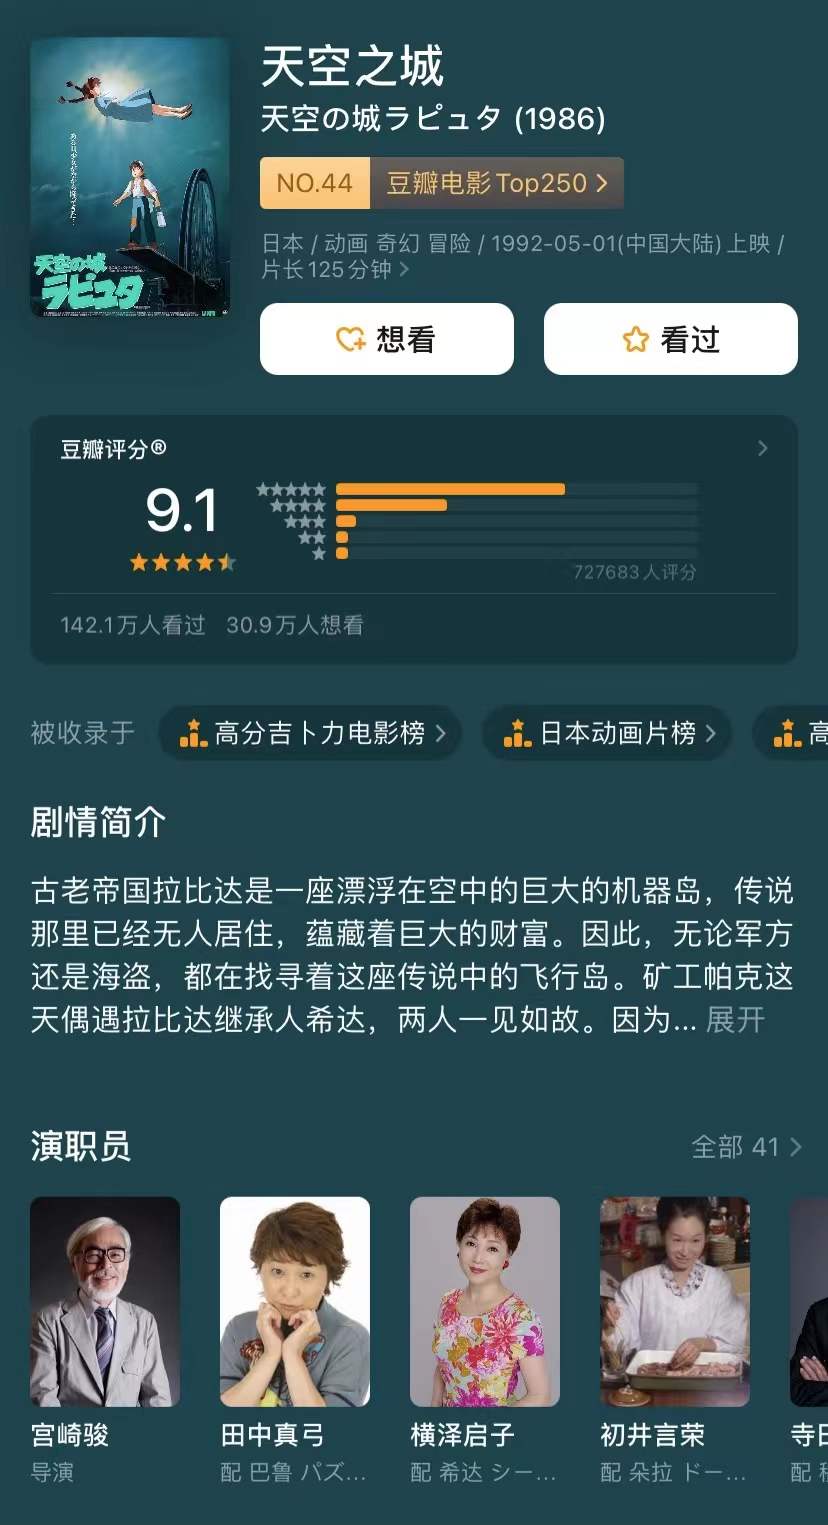 天空之城
天空の城ラピュタ (1986)
NO.44 豆瓣电影 Top250
日本 / 动画 奇幻 冒险 / 1992-05-01(中国大陆) 上映 /
片长125分钟
想看
看过
天空の城
ラピュタ
豆瓣评分®
9.1
727683人评分
142.1万人看过 30.9万人想看
被收录于 高分吉卜力电影榜 日本动画片榜 高
剧情简介
古老帝国拉比达是一座漂浮在空中的巨大的机器岛，传说
那里已经无人居住，蕴藏着巨大的财富。因此，无论军方
还是海盗，都在找寻着这座传说中的飞行岛。矿工帕克这
天偶遇拉比达继承人希达，两人一见如故。因为... 展开
演职员 全部 41
宫崎骏 田中真弓 横泽启子 初井言荣 寺
导演 配 巴鲁 パズ... 配 希达 シー... 配 朵拉 ドー... 配